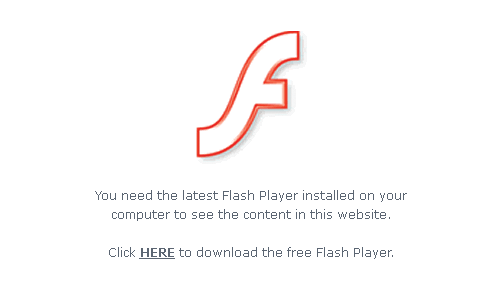 You need the latest Flash Player installed on your
computer to see the content in this website.
Click HERE to download the free Flash Player.